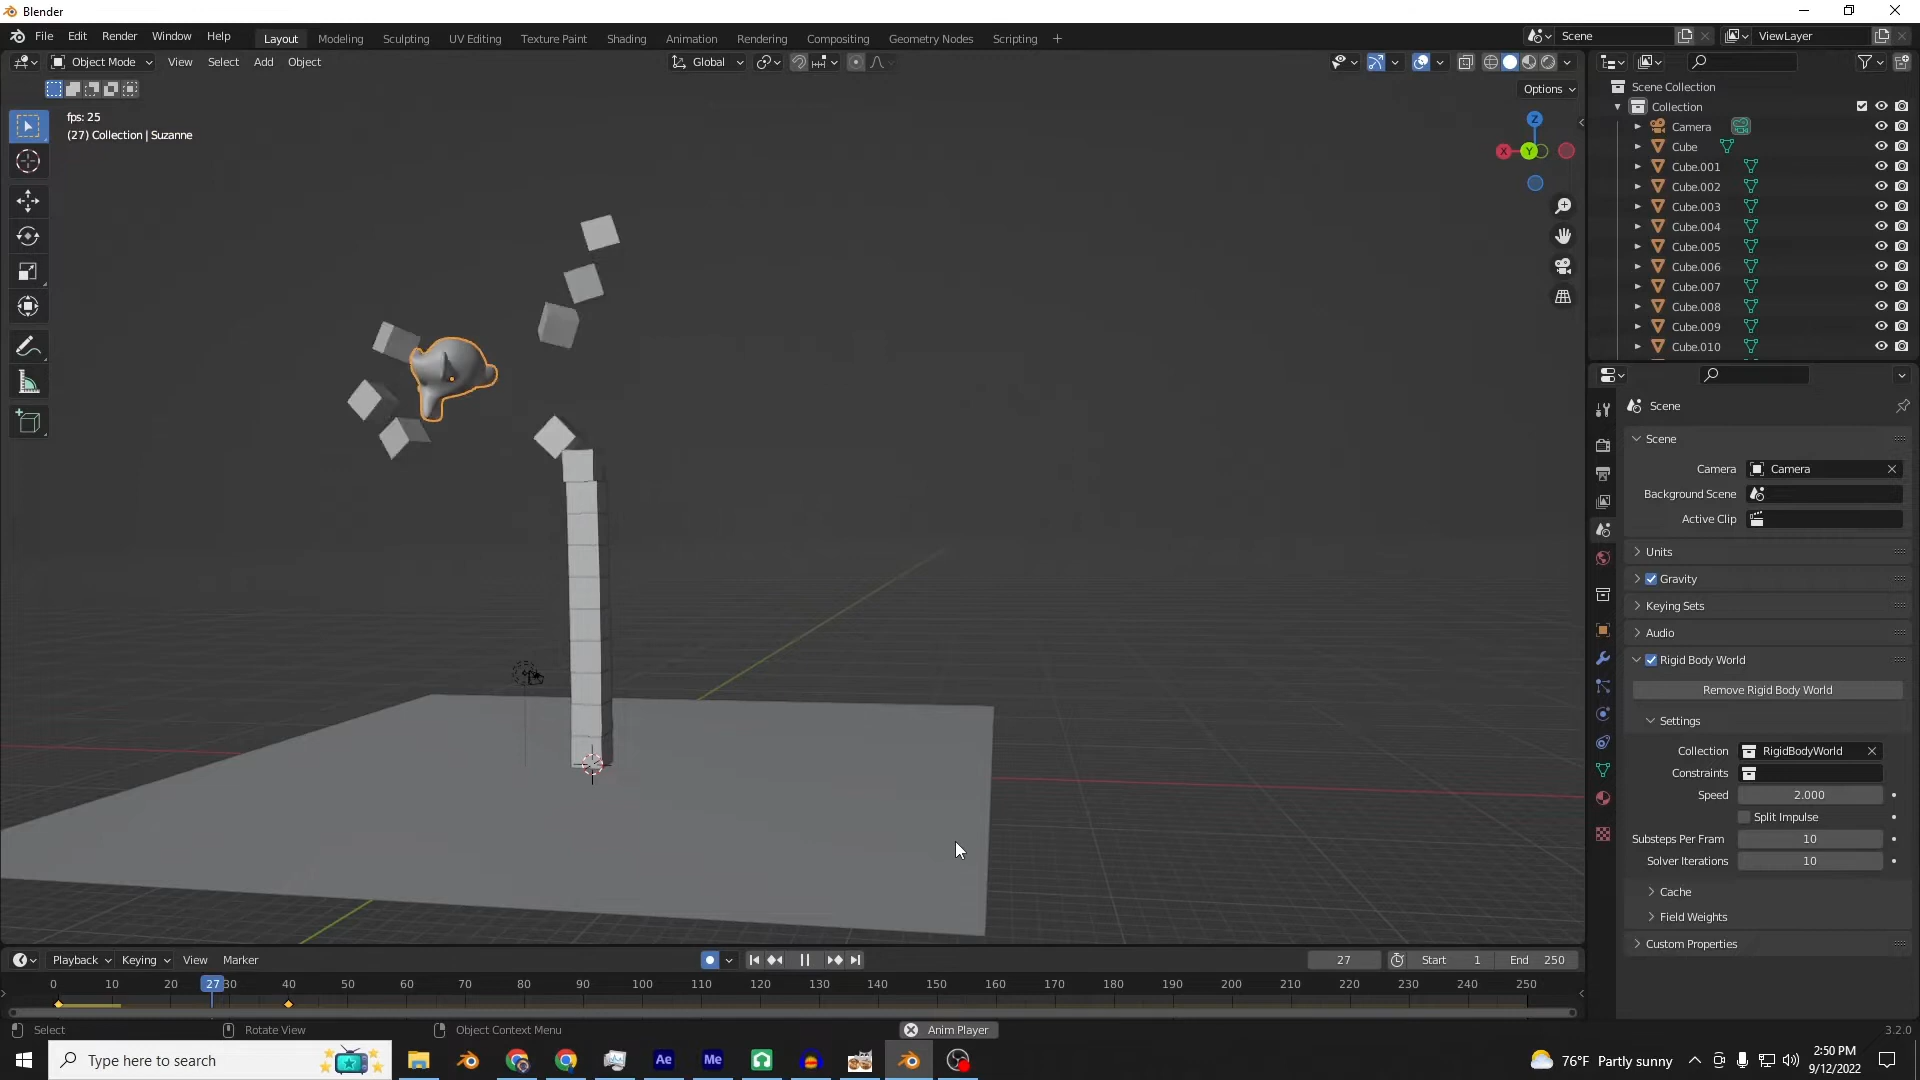 Blender
File Edit Render Window Help
Layout Modeling Sculpting UV Editing Texture Paint Shading Animation Rendering Compositing Geometry Nodes Scripting +
Scene
ViewLayer
Object Mode View Select Add Object
Global
Options
fps: 25
(27) Collection | Suzanne
Z
X
Y
Scene Collection
Collection
Camera
Cube
Cube.001
Cube.002
Cube.003
Cube.004
Cube.005
Cube.006
Cube.007
Cube.008
Cube.009
Cube.010
Scene
Scene
Camera Camera
Background Scene
Active Clip
Units
Gravity
Keying Sets
Audio
Rigid Body World
Remove Rigid Body World
Settings
Collection RigidBodyWorld
Constraints
Speed 2.000
Split Impulse
Substeps Per Fram 10
Solver Iterations 10
Cache
Field Weights
Custom Properties
Playback Keying View Marker
27 Start 1 End 250
0 10 20 27 30 40 50 60 70 80 90 100 110 120 130 140 150 160 170 180 190 200 210 220 230 240 250
Select Rotate View Object Context Menu Anim Player 3.2.0
Type here to search
Ae Me
76°F Partly sunny
2:50 PM
9/12/2022